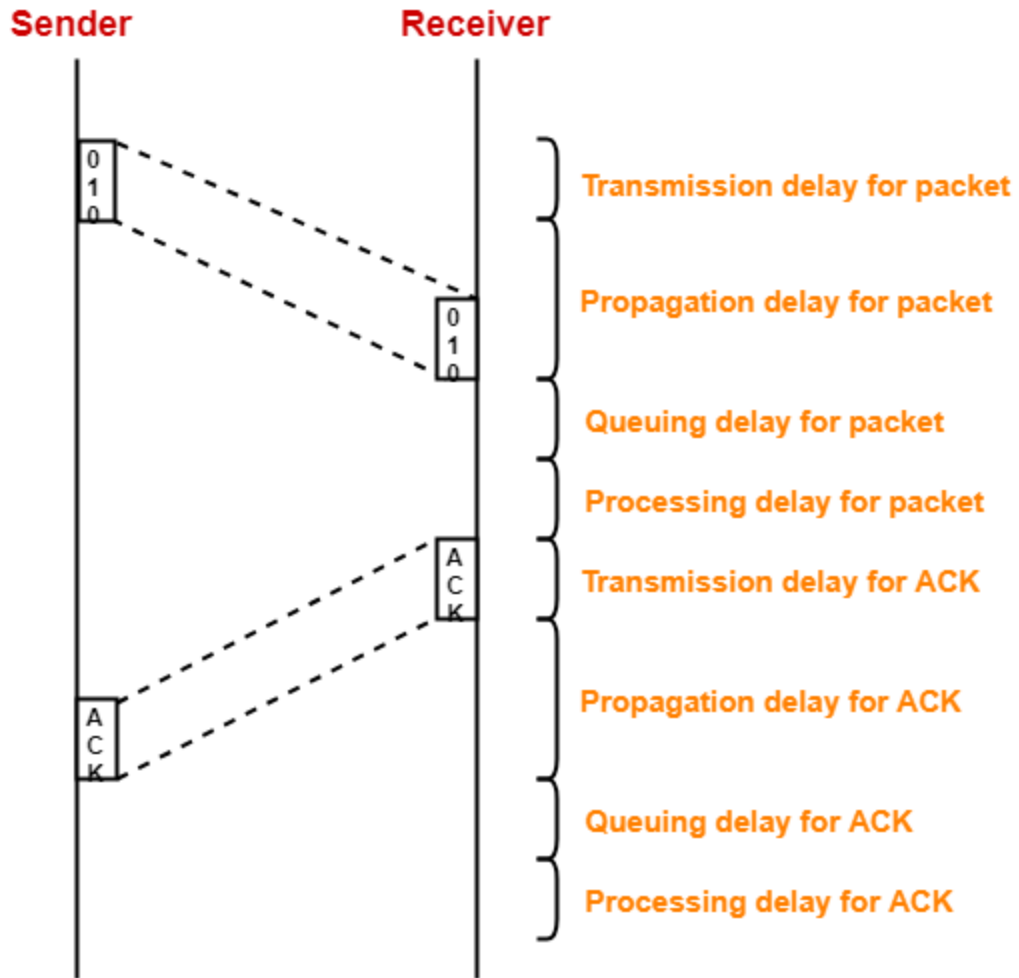 Sender
Receiver
0
1
0
Transmission delay for packet
Propagation delay for packet
0
1
0
Queuing delay for packet
Processing delay for packet
A
C
K
Transmission delay for ACK
Propagation delay for ACK
A
C
K
Queuing delay for ACK
Processing delay for ACK